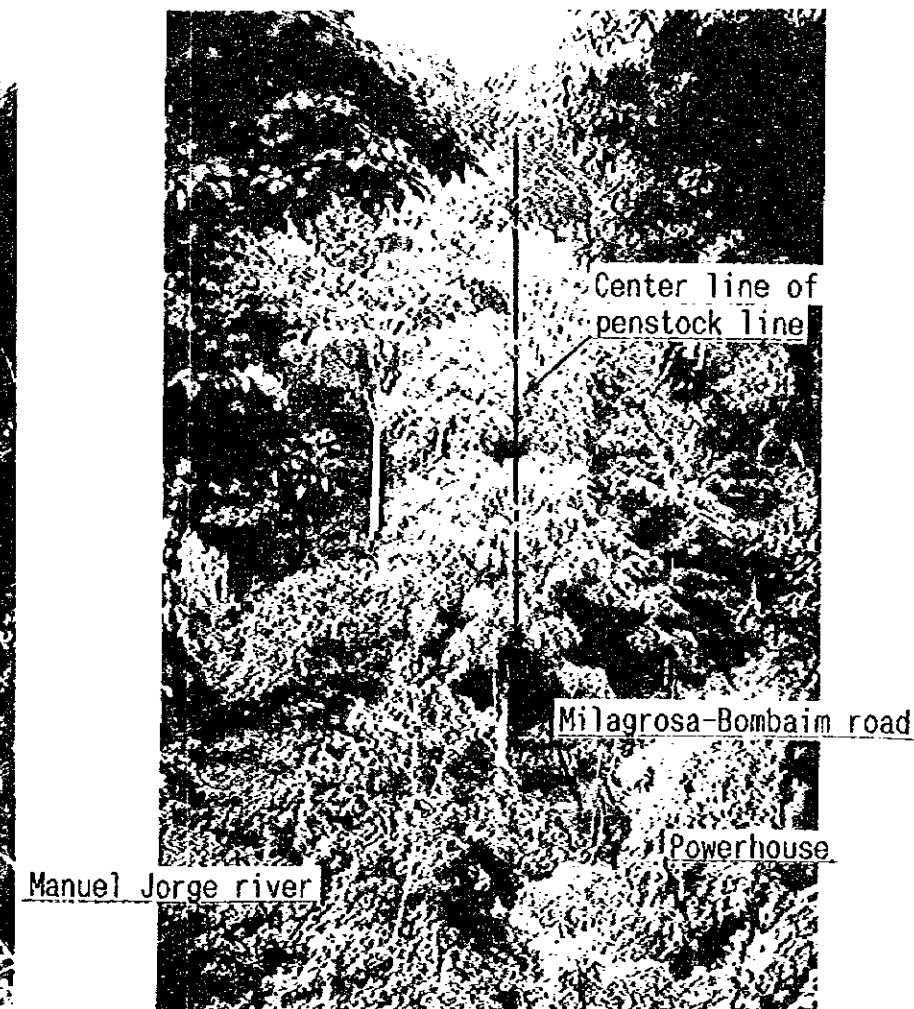 Center line of
penstock line
Milagrosa-Bombaim road
Powerhouse
Manuel Jorge river